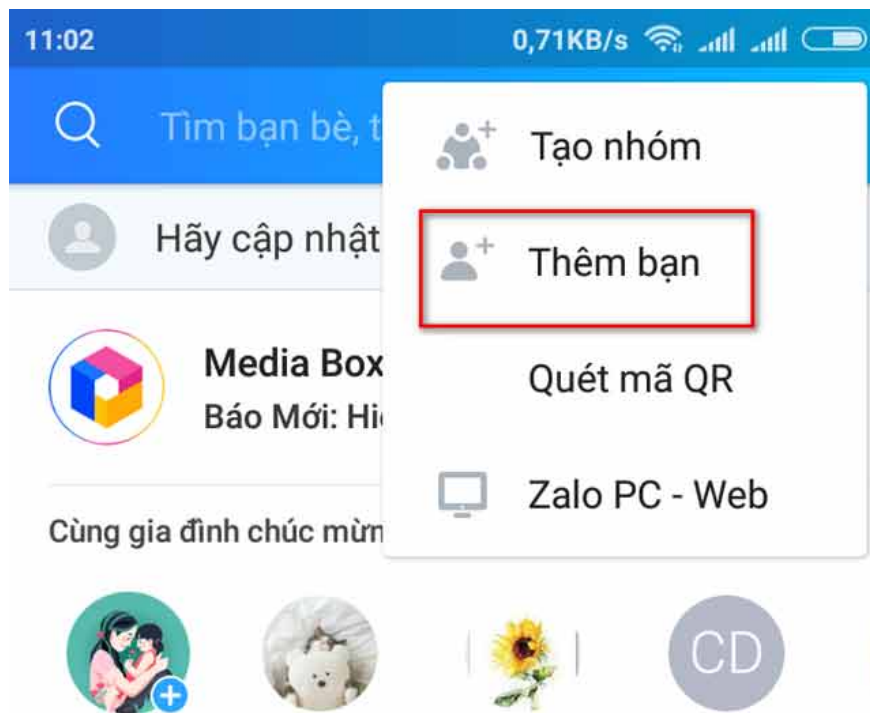 11:02 0,71KB/s
Tìm bạn bè, t
Tạo nhóm
Hãy cập nhật
Thêm bạn
Media Box
Báo Mới: Hi
Quét mã QR
Zalo PC - Web
Cùng gia đình chúc mừn
CD